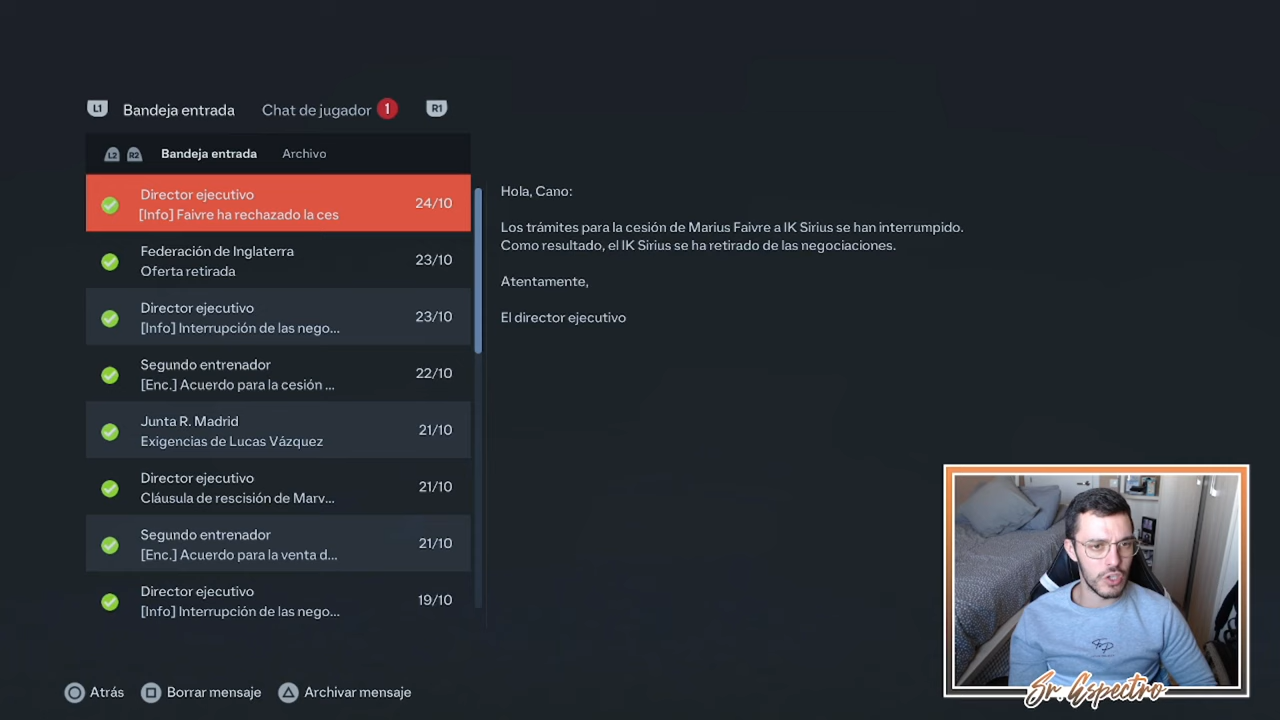 L1 Bandeja entrada Chat de jugador 1 R1
L2 R2 Bandeja entrada Archivo
Director ejecutivo
[Info] Faivre ha rechazado la ces
24/10
Federación de Inglaterra
Oferta retirada
23/10
Director ejecutivo
[Info] Interrupción de las nego...
23/10
Segundo entrenador
[Enc.] Acuerdo para la cesión ...
22/10
Junta R. Madrid
Exigencias de Lucas Vázquez
21/10
Director ejecutivo
Cláusula de rescisión de Marv...
21/10
Segundo entrenador
[Enc.] Acuerdo para la venta d...
21/10
Director ejecutivo
[Info] Interrupción de las nego...
19/10
Hola, Cano:
Los trámites para la cesión de Marius Faivre a IK Sirius se han interrumpido.
Como resultado, el IK Sirius se ha retirado de las negociaciones.
Atentamente,
El director ejecutivo
Atrás Borrar mensaje Archivar mensaje
Sr. Espectro